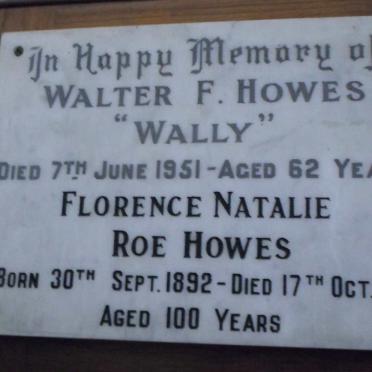 In Happy Memory of
WALTER F. HOWES
"WALLY"
DIED 7TH JUNE 1951 - AGED 62 YEA
FLORENCE NATALIE
ROE HOWES
BORN 30TH SEPT. 1892 - DIED 17TH OCT.
AGED 100 YEARS